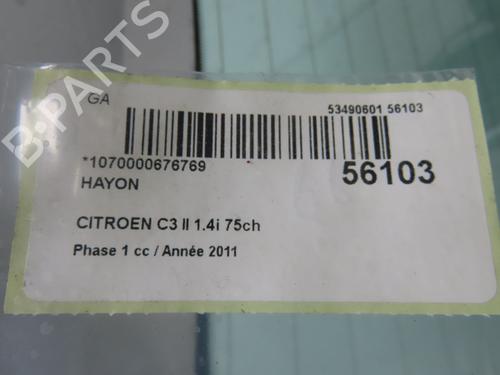 GA
53490601 56103
*1070000676769
56103
HAYON
CITROEN C3 II 1.4i 75ch
Phase 1 cc / Année 2011
B-PARTS